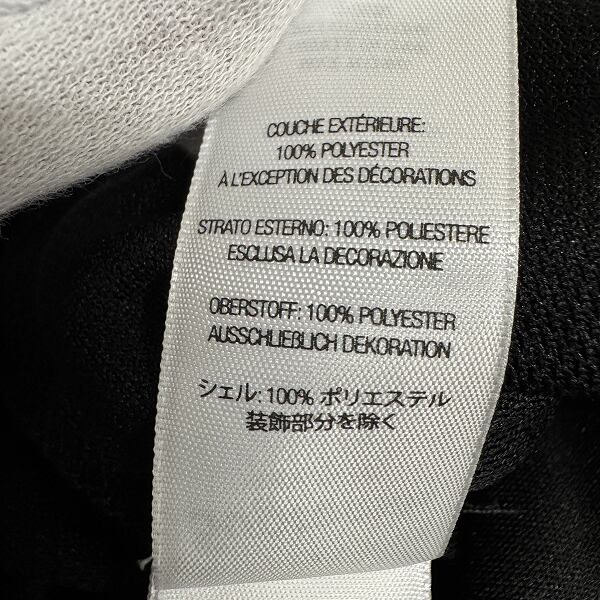 COUCHE EXTÉRIEURE:
100% POLYESTER
A L'EXCEPTION DES DÉCORATIONS
STRATO ESTERNO: 100% POLIESTERE
ESCLUSA LA DECORAZIONE
OBERSTOFF: 100% POLYESTER
AUSSCHLIEßLICH DEKORATION
シェル: 100% ポリエステル
装飾部分を除く